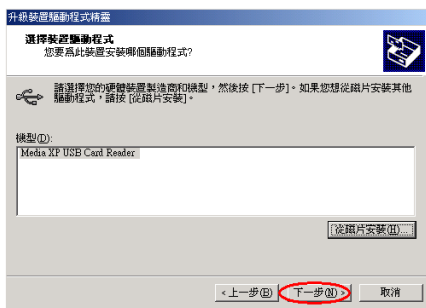 升級裝置驅動程式精靈
選擇裝置驅動程式
您要為此裝置安裝哪個驅動程式?
請選擇您的硬體裝置製造商和機型，然後按 [下一步]。如果您想從磁片安裝其他
驅動程式，請按 [從磁片安裝]。
機型(D):
Media XP USB Card Reader
從磁片安裝(H)...
<上一步(B) 下一步(N)> 取消